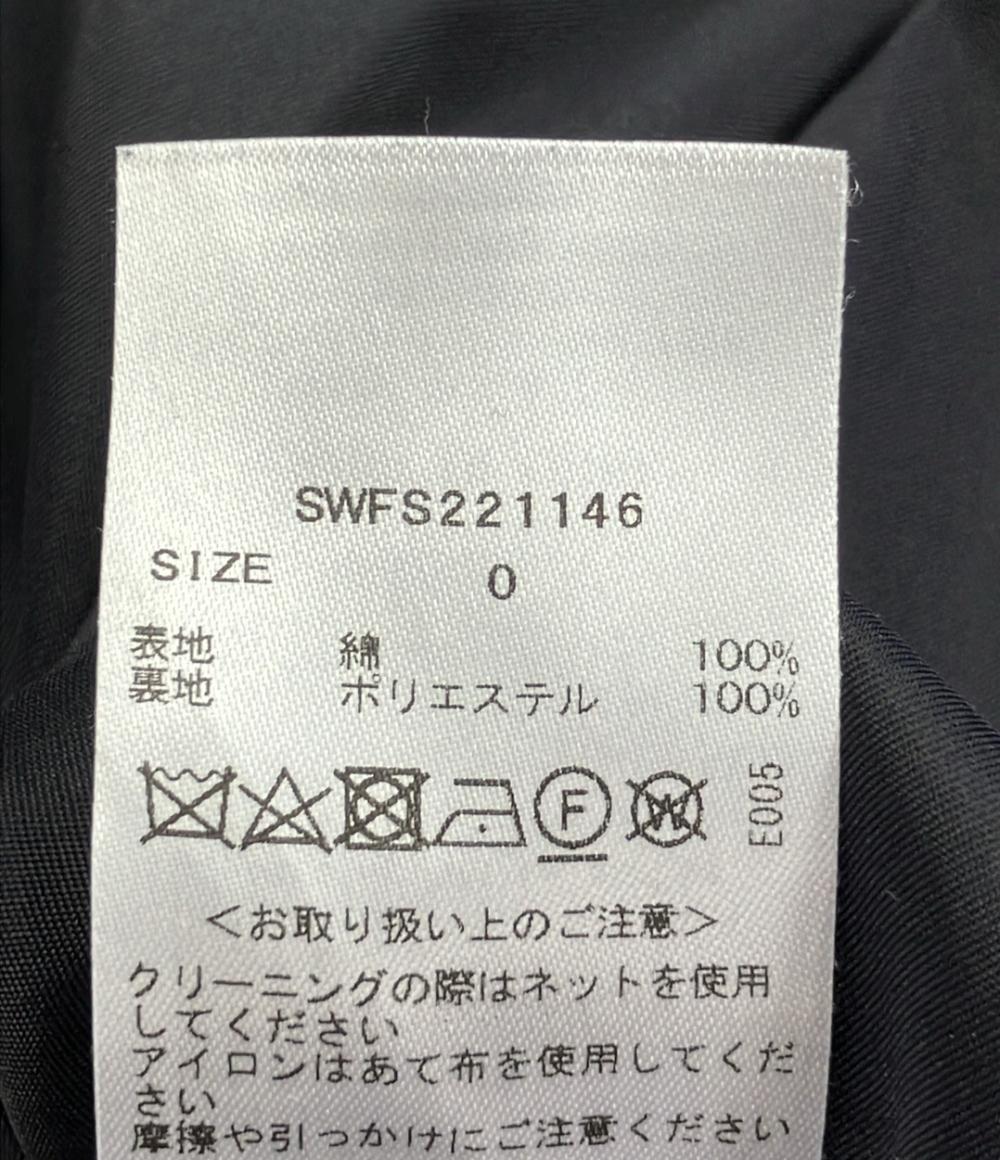 SWFS221146
SIZE 0
表地 綿 100%
裏地 ポリエステル 100%
F W E005
<お取り扱い上のご注意>
クリーニングの際はネットを使用
してください
アイロンはあて布を使用してくだ
さい
摩擦や引っかけにご注意ください